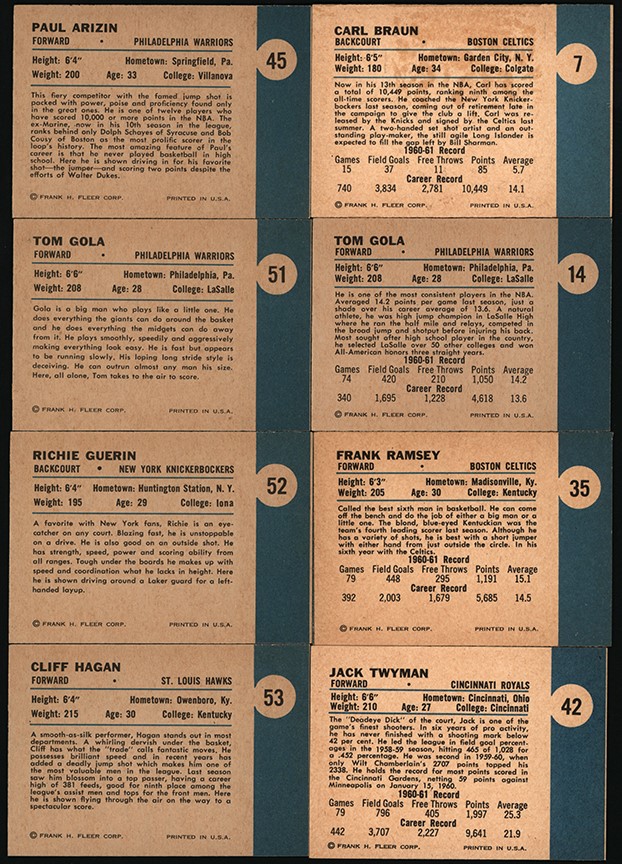 PAUL ARIZIN
FORWARD • PHILADELPHIA WARRIORS
45
Height: 6'4" Hometown: Springfield, Pa.
Weight: 200 Age: 33 College: Villanova
This fiery competitor with the famed jump shot is
packed with power, poise and proficiency found only
in the great ones. He is one of twelve players who
have scored 10,000 or more points in the NBA. The
ex-Marine, now in his 10th season in the league,
ranks behind only Dolph Schayes of Syracuse and Bob
Cousy of Boston as the most prolific scorer in the
loop's history. The most amazing feature of Paul's
career is that he never played basketball in high
school. Here he is shown driving in for his favorite
shot—the jumper—and scoring two points despite the
efforts of Walter Dukes.
© FRANK H. FLEER CORP. PRINTED IN U.S.A.
CARL BRAUN
BACKCOURT • BOSTON CELTICS
7
Height: 6'5" Hometown: Garden City, N. Y.
Weight: 180 Age: 34 College: Colgate
Now in his 13th season in the NBA, Carl has scored
a total of 10,449 points, ranking ninth among the
all-time scorers. He coached the New York Knicker-
bockers last season, coming of retirement late in
the campaign to give the club a lift, Carl was re-
leased by the Knicks and signed by the Celtics last
summer. A two-handed set shot artist and an out-
standing play-maker, the still agile Long Islander is
expected to fill the gap left by Bill Sharman.
1960-61 Record
Games Field Goals Free Throws Points Average
15 37 11 85 5.7
Career Record
740 3,834 2,781 10,449 14.1
© FRANK H. FLEER CORP. PRINTED IN U.S.A.
TOM GOLA
FORWARD • PHILADELPHIA WARRIORS
51
Height: 6'6" Hometown: Philadelphia, Pa.
Weight: 208 Age: 28 College: LaSalle
Gola is a big man who plays like a little one. He
does everything the giants can do around the basket
and he does everything the midgets can do away
from it. He plays smoothly, speedily and aggressively
making everything look easy. He is fast but appears
to be running slowly. His loping long stride style is
deceiving. He can outrun almost any man his size.
Here, all alone, Tom takes to the air to score.
© FRANK H. FLEER CORP. PRINTED IN U.S.A.
TOM GOLA
FORWARD • PHILADELPHIA WARRIORS
14
Height: 6'6" Hometown: Philadelphia, Pa.
Weight: 208 Age: 28 College: LaSalle
He is one of the most consistent players in the NBA.
Averaged 14.2 points per game last season, just a
shade over his career average of 13.6. A natural
athlete, he was high jump champion in LaSalle High
where he ran the half mile and relays, competed in
the broad jump and shotput before injuring his back.
Most sought after high school player in the country,
he selected LaSalle over 50 other colleges and won
All-American honors three straight years.
1960-61 Record
Games Field Goals Free Throws Points Average
74 420 210 1,050 14.2
Career Record
340 1,695 1,228 4,618 13.6
© FRANK H. FLEER CORP. PRINTED IN U.S.A.
RICHIE GUERIN
BACKCOURT • NEW YORK KNICKERBOCKERS
52
Height: 6'4" Hometown: Huntington Station, N. Y.
Weight: 195 Age: 29 College: Iona
A favorite with New York fans, Richie is an eye-
catcher on any court. Blazing fast, he is unstoppable
on a drive. He is also good on an outside shot. He
has strength, speed, power and scoring ability from
all ranges. Tough under the boards he makes up with
speed and coordination what he lacks in height. Here
he is shown driving around a Laker guard for a left-
handed layup.
© FRANK H. FLEER CORP. PRINTED IN U.S.A.
FRANK RAMSEY
FORWARD • BOSTON CELTICS
35
Height: 6'3" Hometown: Madisonville, Ky.
Weight: 205 Age: 30 College: Kentucky
Called the best sixth man in basketball. He can come
off the bench and do the job of either a big man or a
little one. The blond, blue-eyed Kentuckian was the
team's fourth leading scorer last season. Although he
has a variety of shots, he is best with a short jumper
with either hand from just outside the circle. In his
sixth year with the Celtics.
1960-61 Record
Games Field Goals Free Throws Points Average
79 448 295 1,191 15.1
Career Record
392 2,003 1,679 5,685 14.5
© FRANK H. FLEER CORP. PRINTED IN U.S.A.
CLIFF HAGAN
FORWARD • ST. LOUIS HAWKS
53
Height: 6'4" Hometown: Owenboro, Ky.
Weight: 215 Age: 30 College: Kentucky
A smooth-as-silk performer, Hagan stands out in most
departments. A whirling dervish under the basket,
Cliff has what the "trade" calls fantastic moves. He
possesses brilliant speed and in recent years has
added a deadly jump shot which makes him one of
the most valuable men in the league. Last season
saw him blossom into a top passer, having a career
high of 381 feeds, good for ninth place among the
league's assist men and tops for the front men. Here
he is shown flying through the air on the way to a
spectacular score.
© FRANK H. FLEER CORP. PRINTED IN U.S.A.
JACK TWYMAN
FORWARD • CINCINNATI ROYALS
42
Height: 6'6" Hometown: Cincinnati, Ohio
Weight: 210 Age: 27 College: Cincinnati
The "Deadeye Dick" of the court, Jack is one of the
game's finest shooters. In six years of pro activity,
he has never finished with a shooting mark below
42 per cent. He led the league in field goal percent-
ages in the 1958-59 season, hitting 465 of 1,028 for
a .452 percentage. He was second in 1959-60, when
only Wilt Chamberlin's 2707 points topped his
2338. He holds the record for most points scored in
the Cincinnati Gardens, netting 59 points against
Minneapolis on January 15, 1960.
1960-61 Record
Games Field Goals Free Throws Points Average
79 796 405 1,997 25.3
Career Record
442 3,707 2,227 9,641 21.9
© FRANK H. FLEER CORP. PRINTED IN U.S.A.